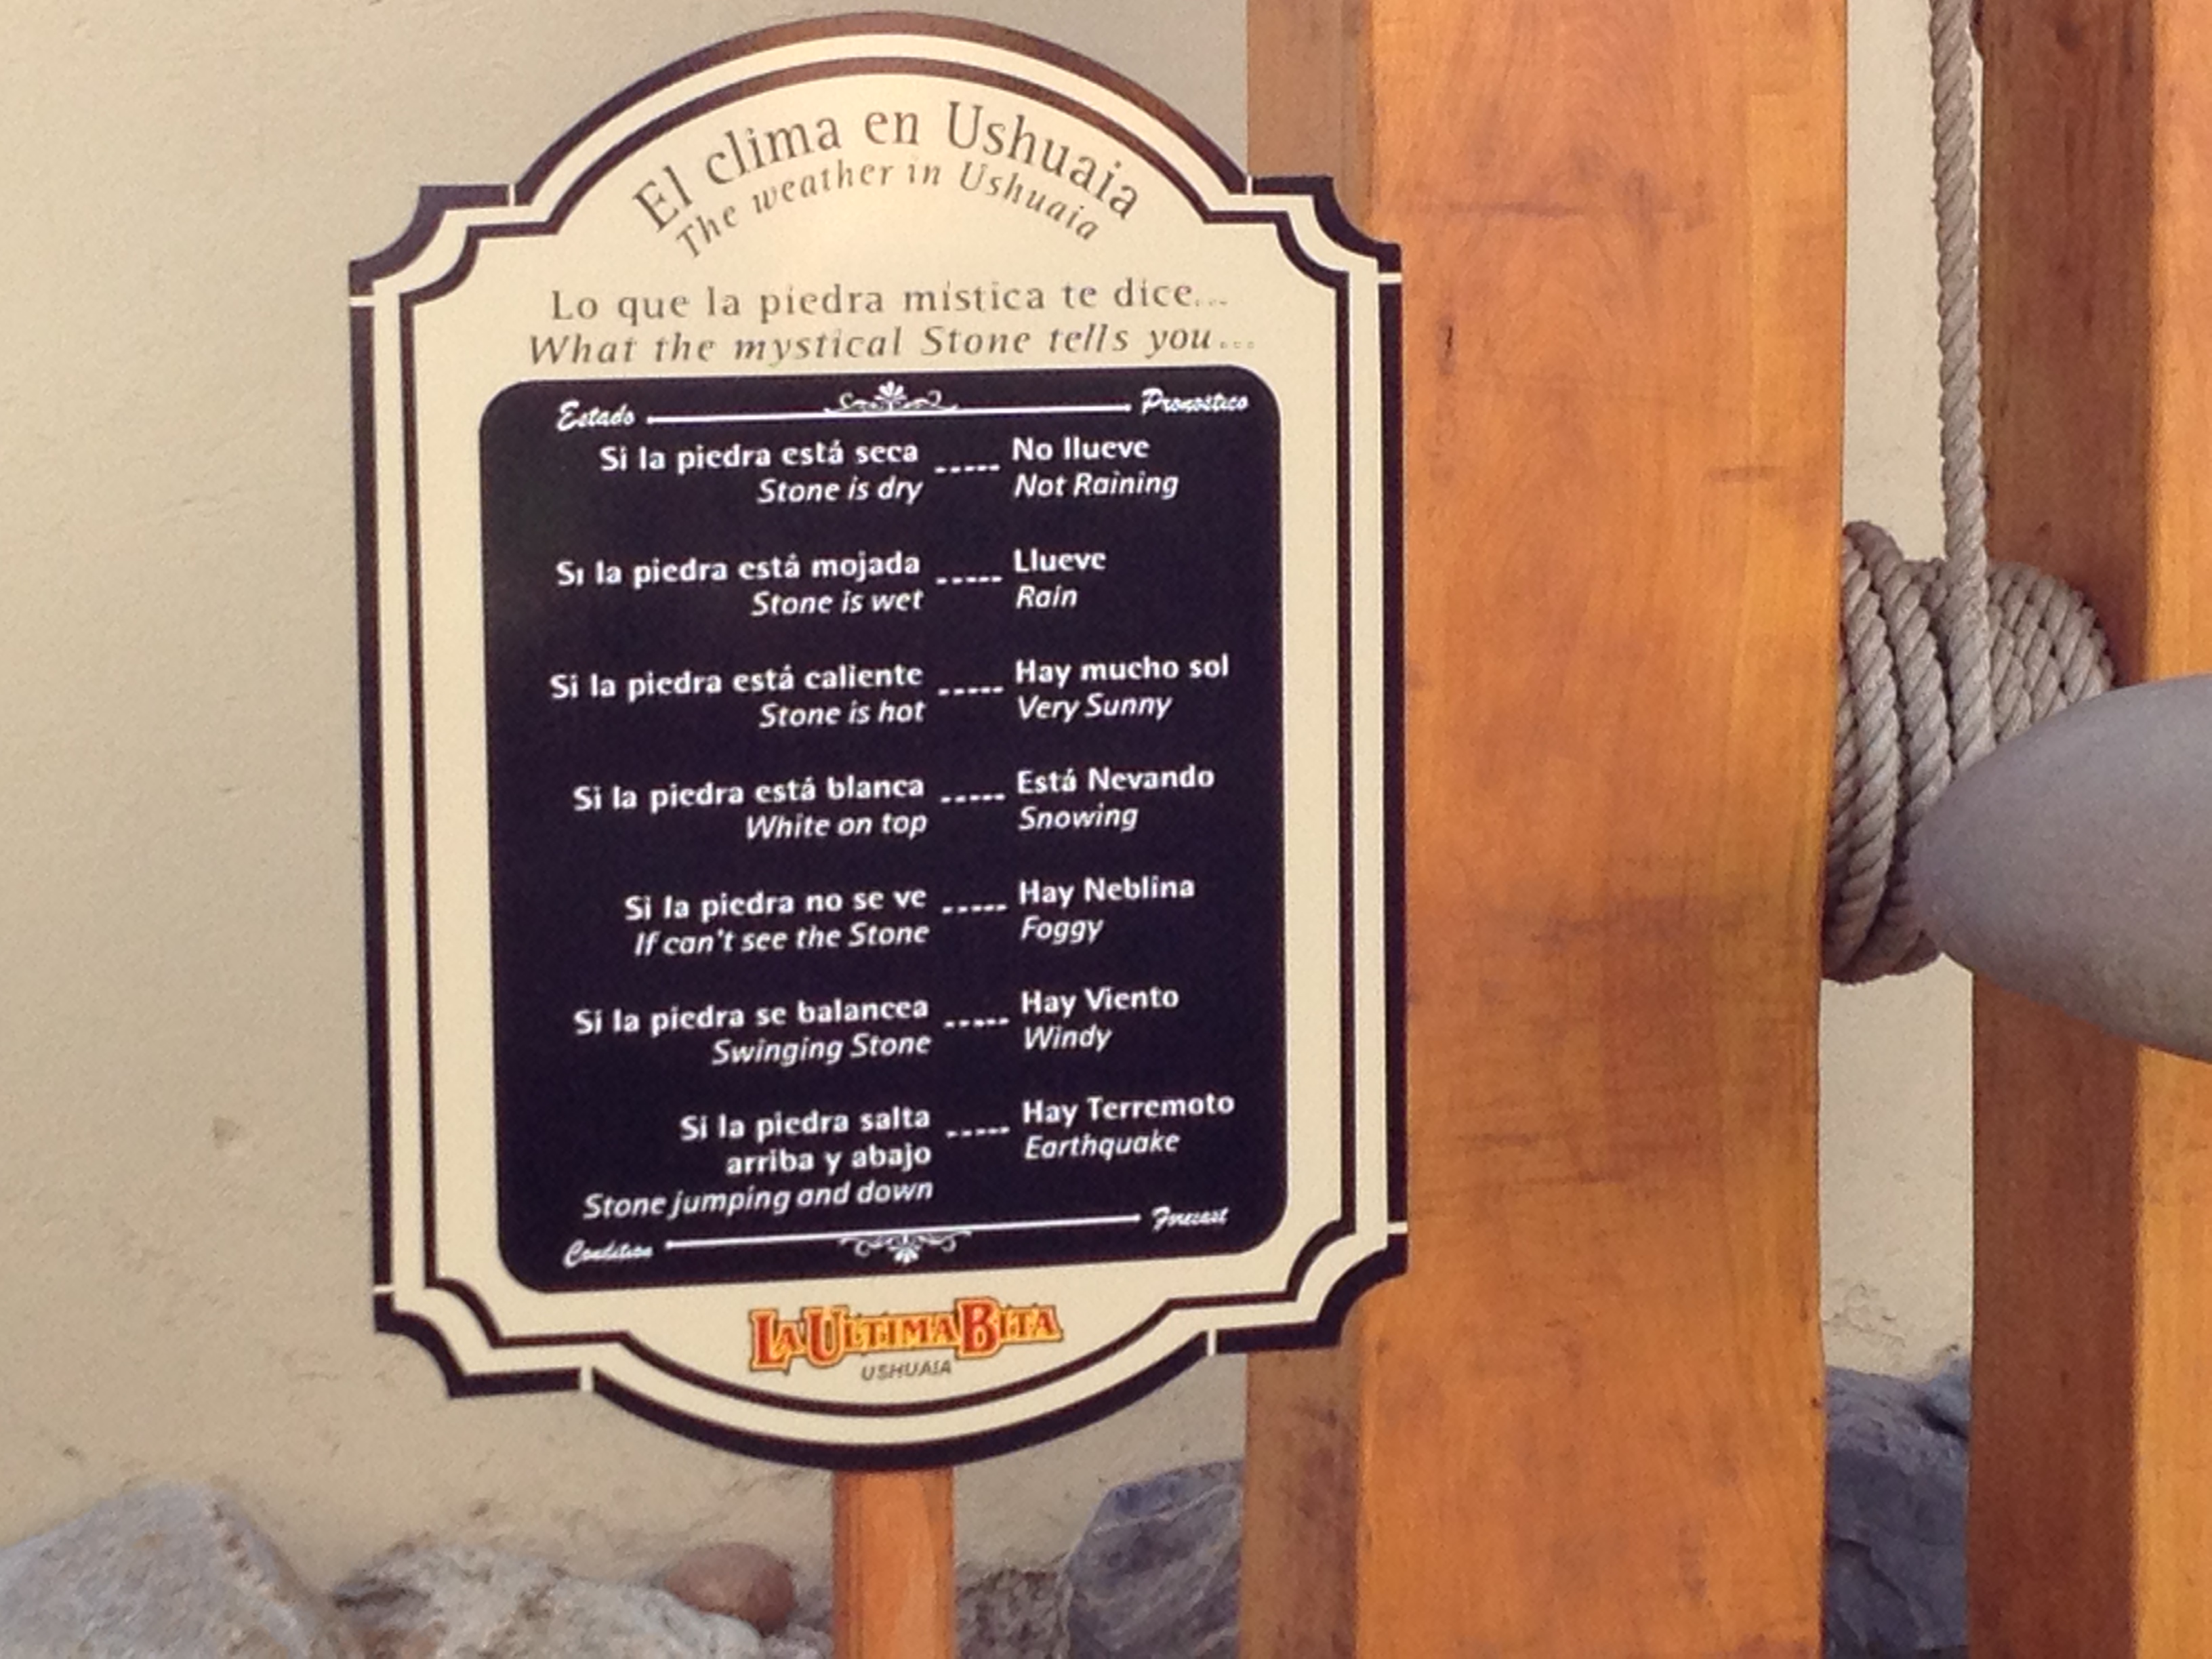 El clima en Ushuaia
The weather in Ushuaia
Lo que la piedra mística te dice...
What the mystical Stone tells you...
Estado Pronóstico
Si la piedra está seca ----- No llueve
Stone is dry Not Raining
Si la piedra está mojada ----- Llueve
Stone is wet Rain
Si la piedra está caliente ----- Hay mucho sol
Stone is hot Very Sunny
Si la piedra está blanca ----- Está Nevando
White on top Snowing
Si la piedra no se ve ----- Hay Neblina
If can't see the Stone Foggy
Si la piedra se balancea ----- Hay Viento
Swinging Stone Windy
Si la piedra salta ----- Hay Terremoto
arriba y abajo Earthquake
Stone jumping and down
Condition Forecast
LA ULTIMA BITA
USHUAIA